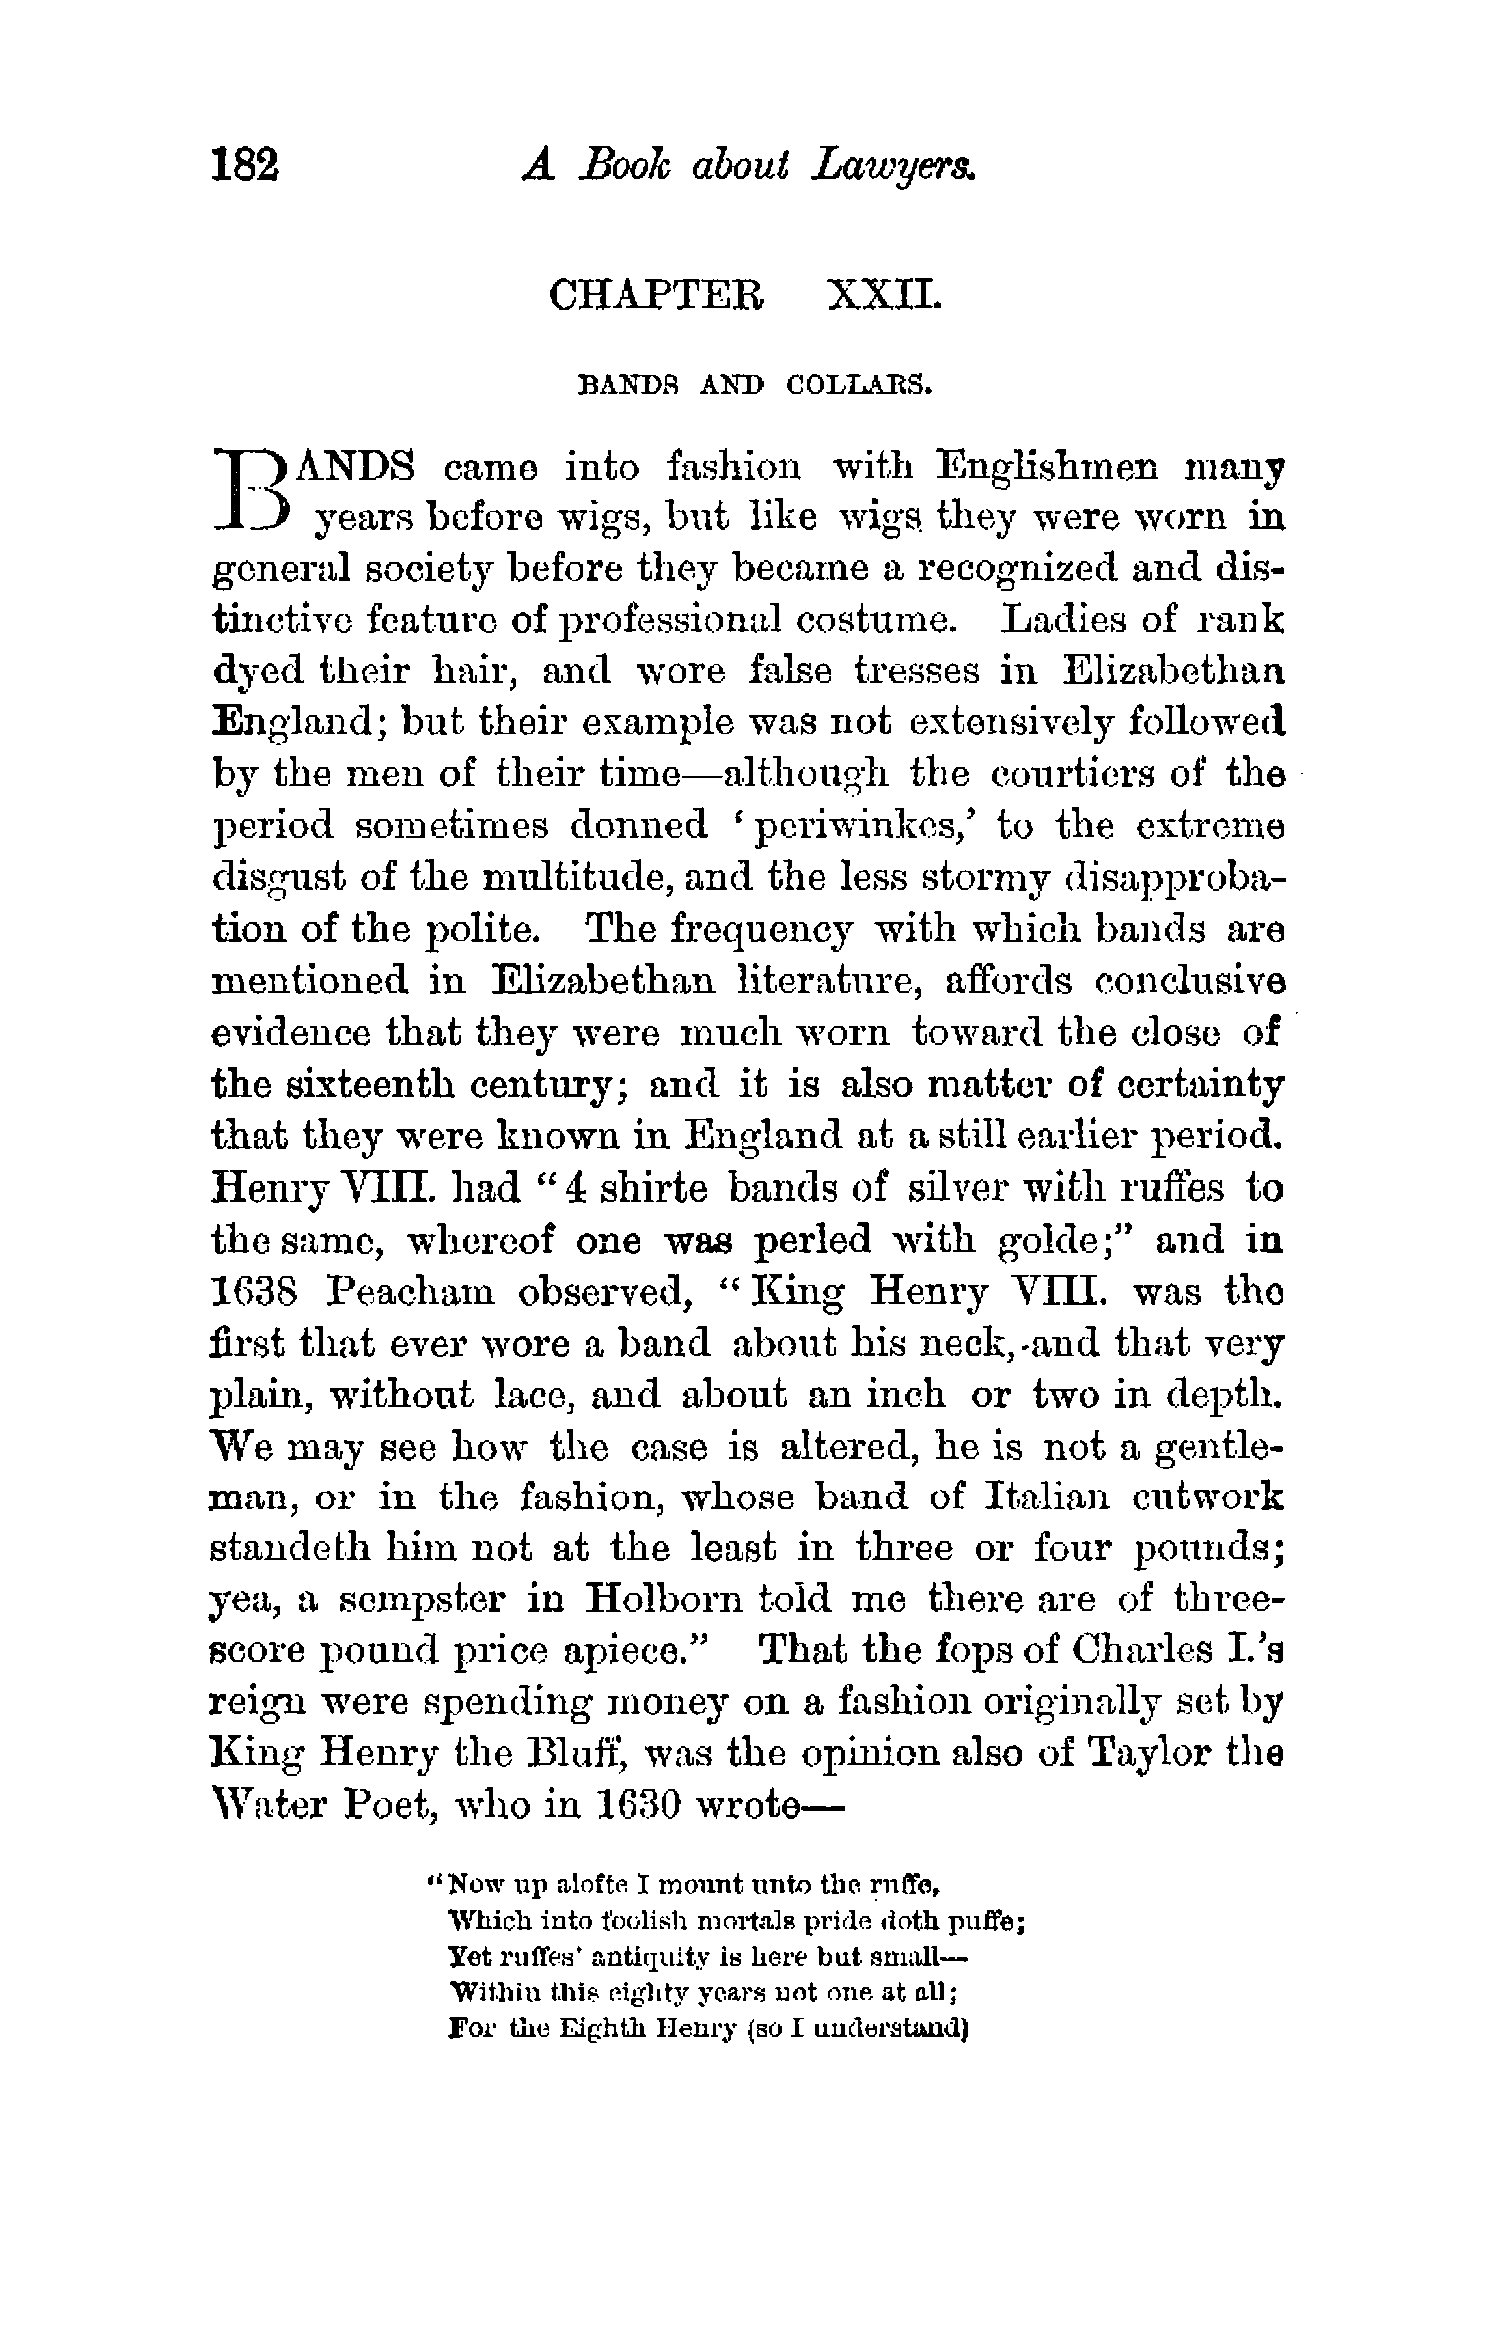 182 A Book about Lawyers.
CHAPTER XXII.
BANDS AND COLLARS.
BANDS came into fashion with Englishmen many
years before wigs, but like wigs they were worn in
general society before they became a recognized and dis-
tinctive feature of professional costume. Ladies of rank
dyed their hair, and wore false tresses in Elizabethan
England; but their example was not extensively followed
by the men of their time—although the courtiers of the
period sometimes donned ‘periwinkes,’ to the extreme
disgust of the multitude, and the less stormy disapproba-
tion of the polite. The frequency with which bands are
mentioned in Elizabethan literature, affords conclusive
evidence that they were much worn toward the close of
the sixteenth century; and it is also matter of certainty
that they were known in England at a still earlier period.
Henry VIII. had “4 shirte bands of silver with ruffes to
the same, whereof one was perled with golde;” and in
1638 Peacham observed, “King Henry VIII. was the
first that ever wore a band about his neck, and that very
plain, without lace, and about an inch or two in depth.
We may see how the case is altered, he is not a gentle-
man, or in the fashion, whose band of Italian cutwork
standeth him not at the least in three or four pounds;
yea, a sempster in Holborn told me there are of three-
score pound price apiece.” That the fops of Charles I.’s
reign were spending money on a fashion originally set by
King Henry the Bluff, was the opinion also of Taylor the
Water Poet, who in 1630 wrote—
“Now up alofte I mount unto the ruffe,
Which into foolish mortals pride doth puffe;
Yet ruffes’ antiquity is here but small—
Within this eighty years not one at all;
For the Eighth Henry (so I understand)